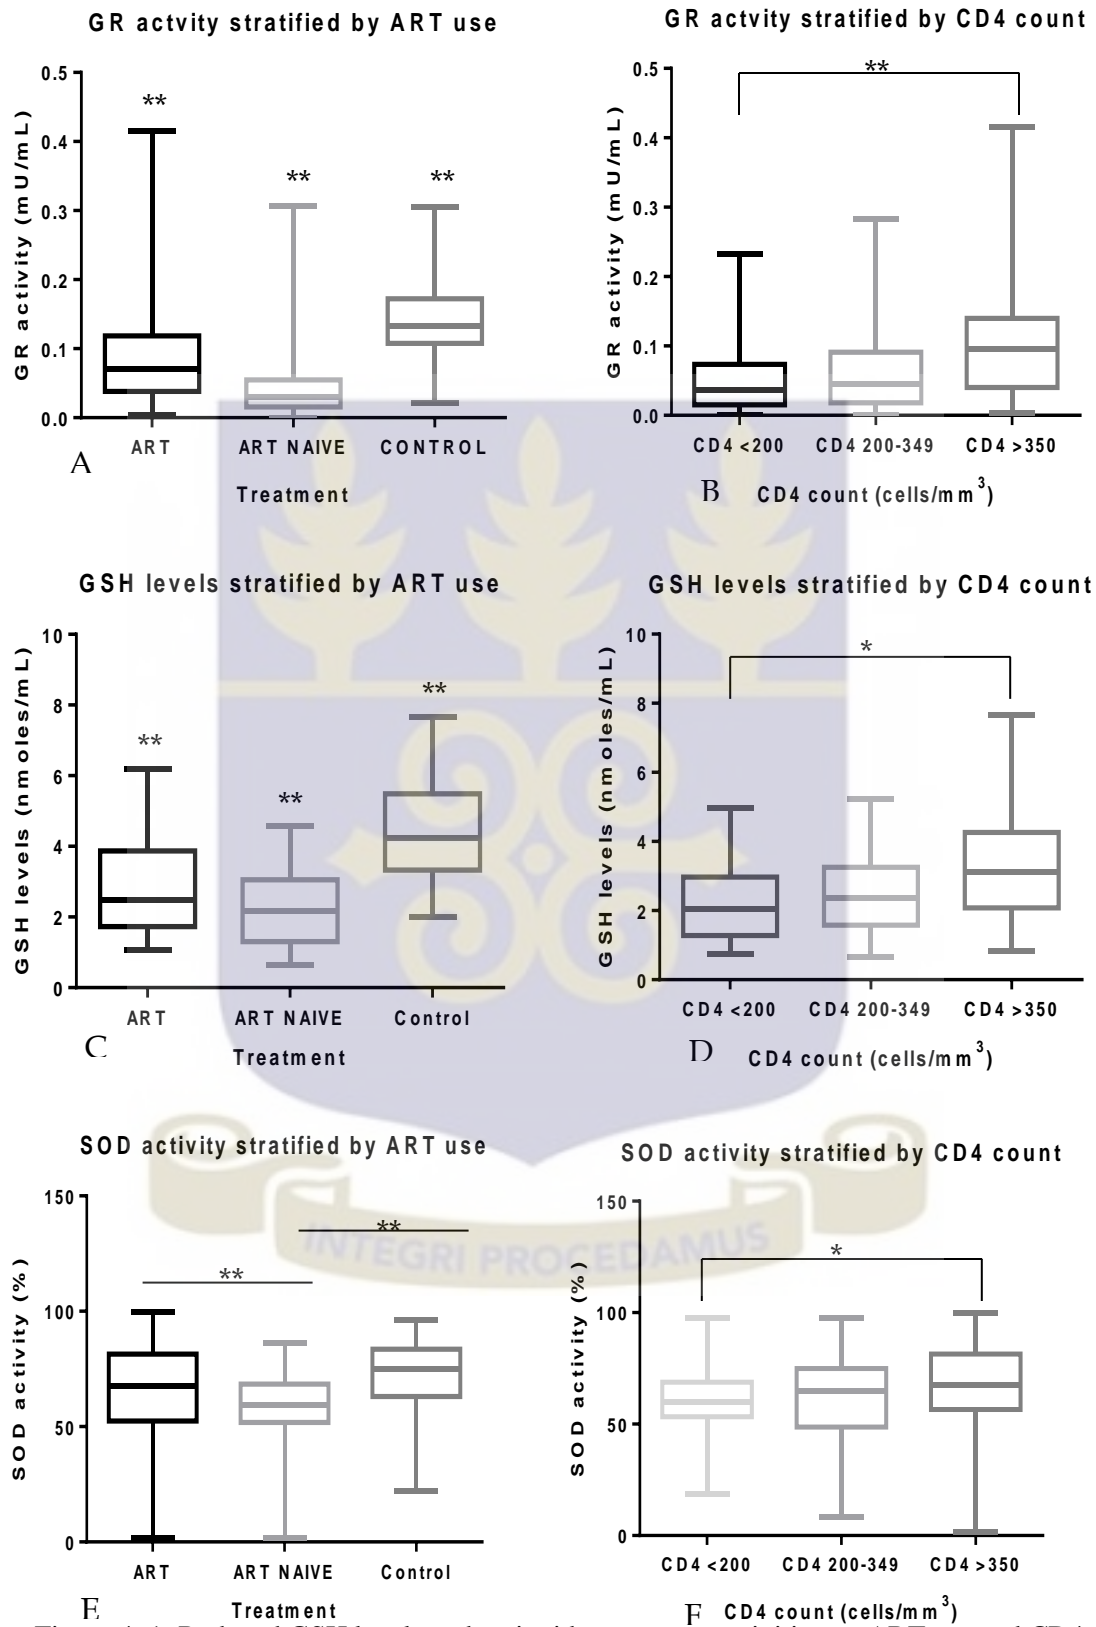 GR actvity stratified by ART use
**
**
**
GR activity (mU/mL)
0.5
0.4
0.3
0.2
0.1
0.0
ART
ART NAIVE
CONTROL
A
Treatment
GR actvity stratified by CD4 count
**
GR activity (mU/mL)
0.5
0.4
0.3
0.2
0.1
0.0
CD4 <200
CD4 200-349
CD4 >350
B
CD4 count (cells/mm3)
GSH levels stratified by ART use
**
**
**
GSH levels (nmoles/mL)
10
8
6
4
2
0
ART
ART NAIVE
Control
C
Treatment
GSH levels stratified by CD4 count
*
GSH levels (nmoles/mL)
10
8
6
4
2
0
CD4 <200
CD4 200-349
CD4 >350
D
CD4 count (cells/mm3)
SOD activity stratified by ART use
**
**
SOD activity (%)
150
100
50
0
ART
ART NAIVE
Control
E
Treatment
SOD activity stratified by CD4 count
*
SOD activity (%)
150
100
50
0
CD4 <200
CD4 200-349
CD4 >350
F
CD4 count (cells/mm3)
INTEGRI PROCEDAMUS